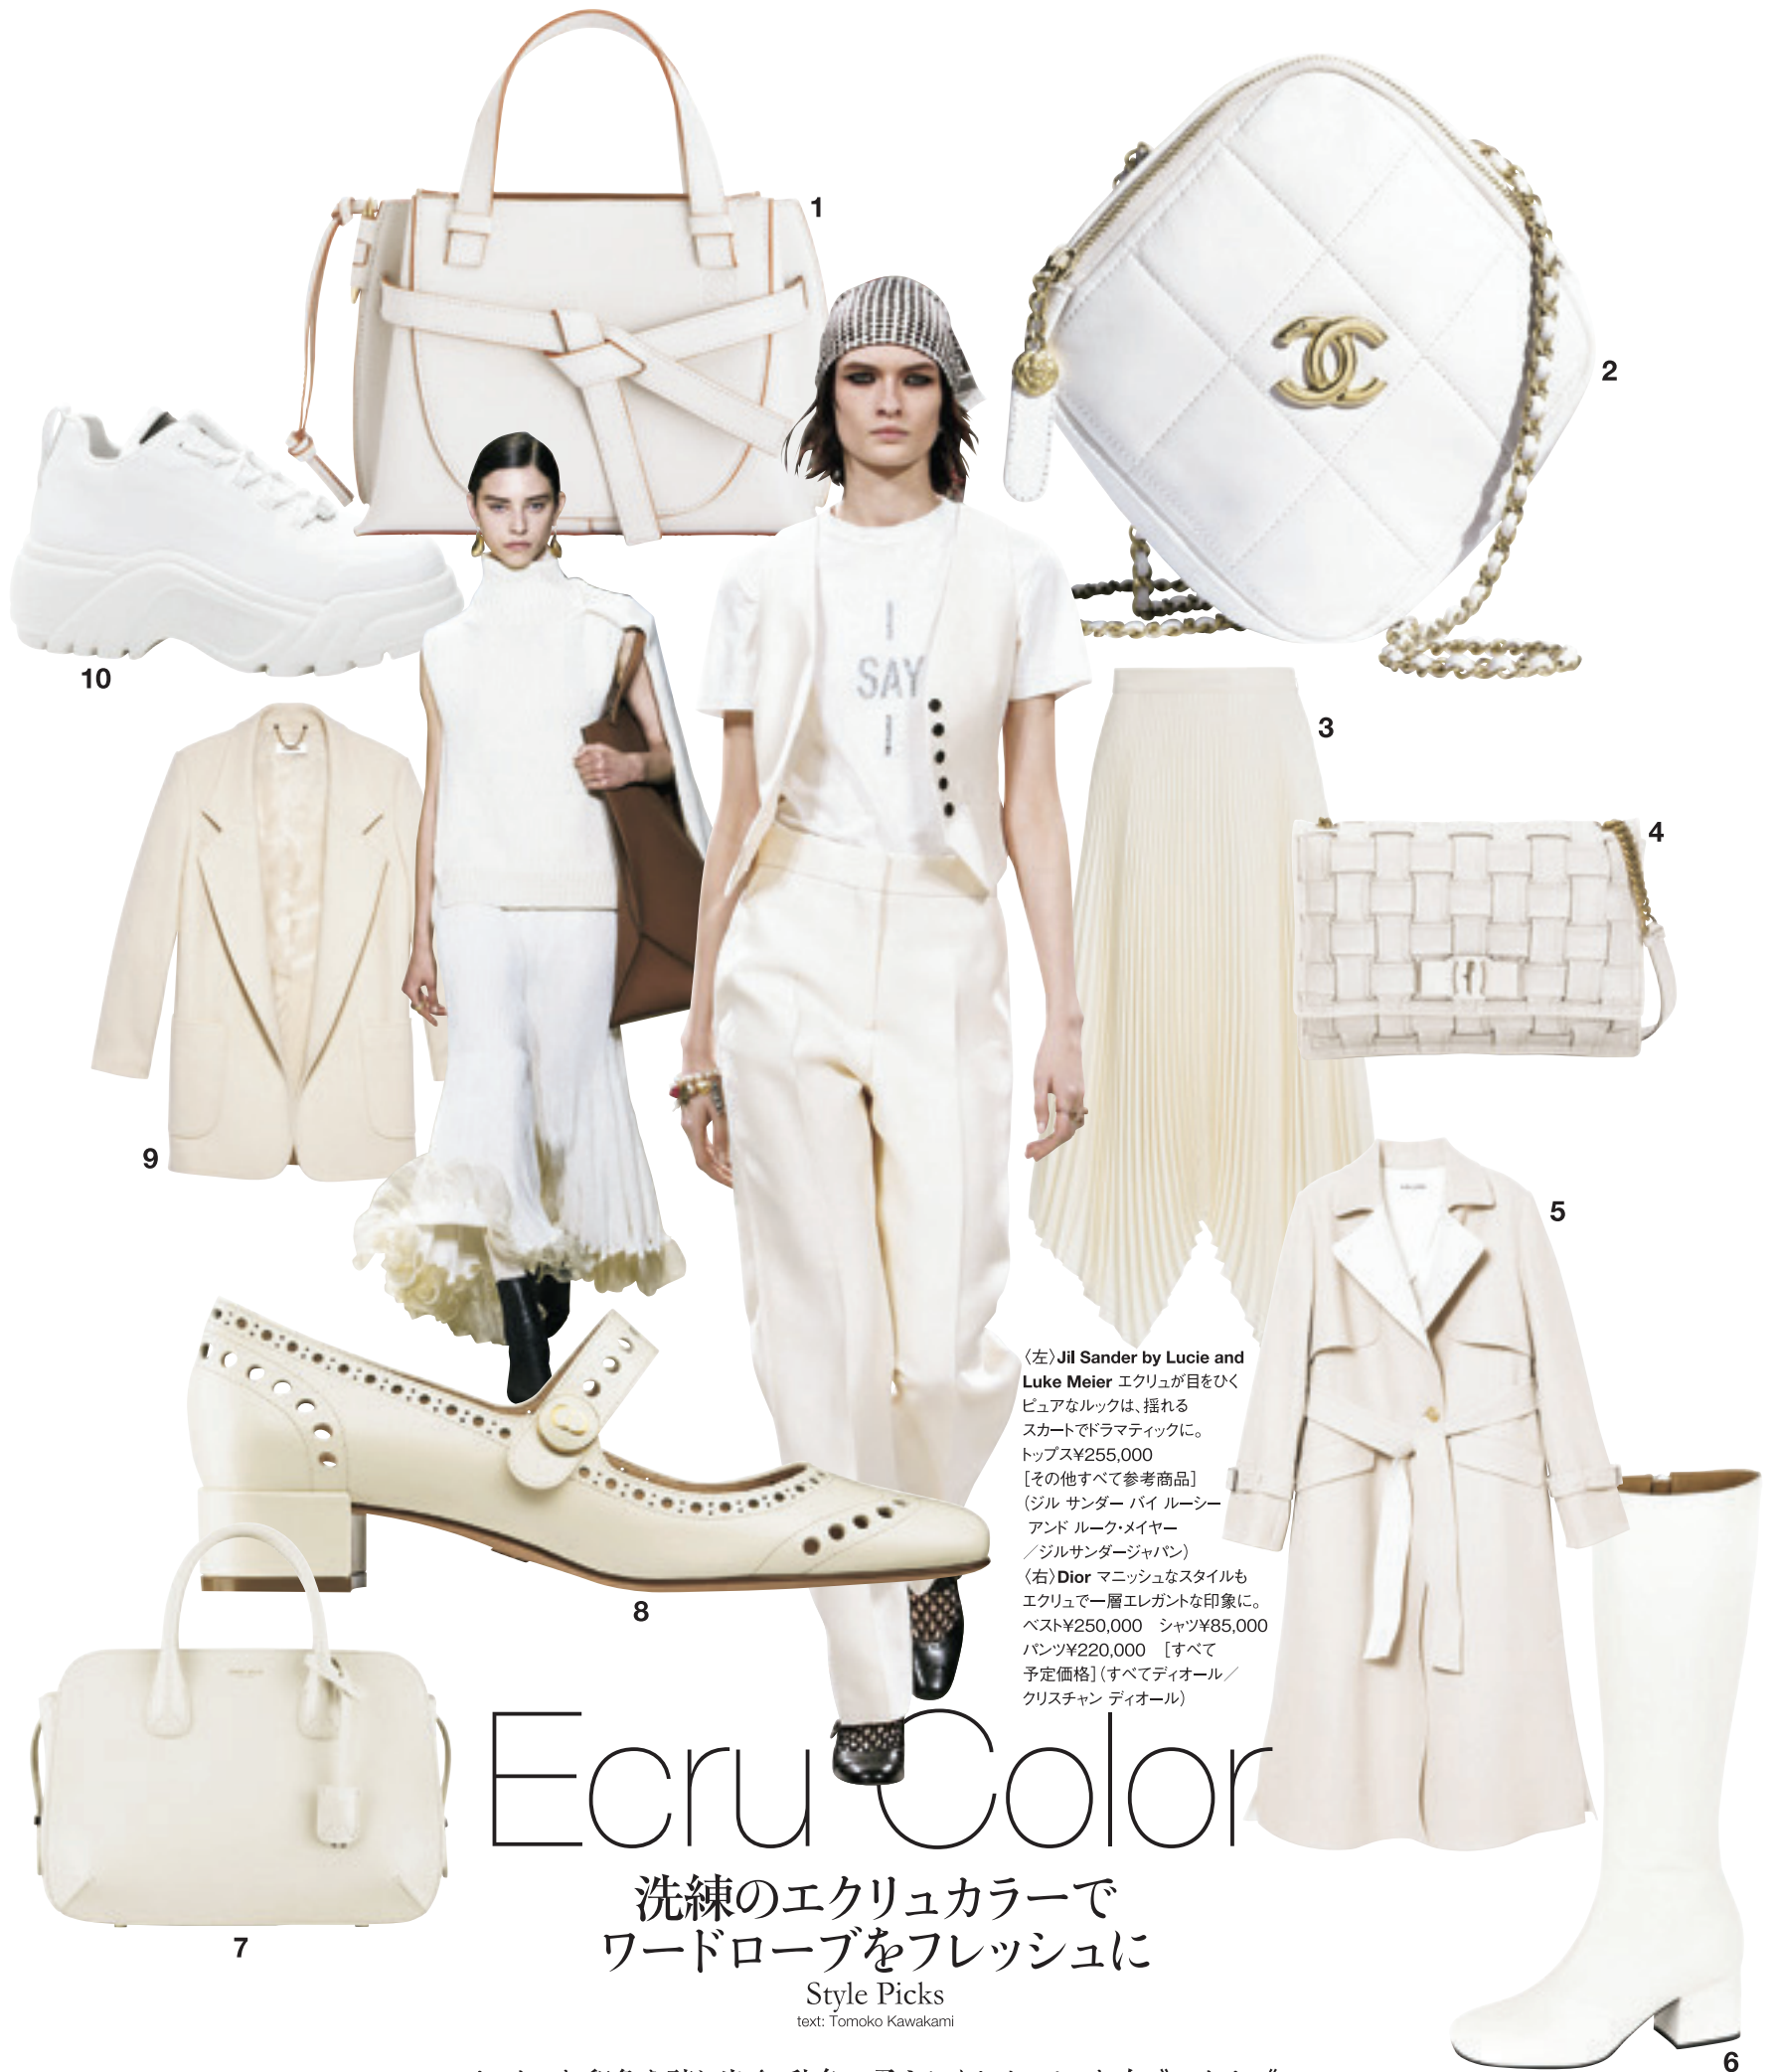 1
2
SAY
10
3
4
9
5
〈左〉Jil Sander by Lucie and
Luke Meier エクリュが目をひく
ピュアなルックは、揺れる
スカートでドラマティックに。
トップス¥255,000
[その他すべて参考商品]
(ジル サンダー バイ ルーシー
アンド ルーク・メイヤー
/ジルサンダージャパン)
〈右〉Dior マニッシュなスタイルも
エクリュで一層エレガントな印象に。
ベスト¥250,000 シャツ¥85,000
パンツ¥220,000 [すべて
予定価格](すべてディオール/
クリスチャン ディオール)
8
Ecru Color
洗練のエクリュカラーで
ワードローブをフレッシュに
7
Style Picks
text: Tomoko Kawakami
6